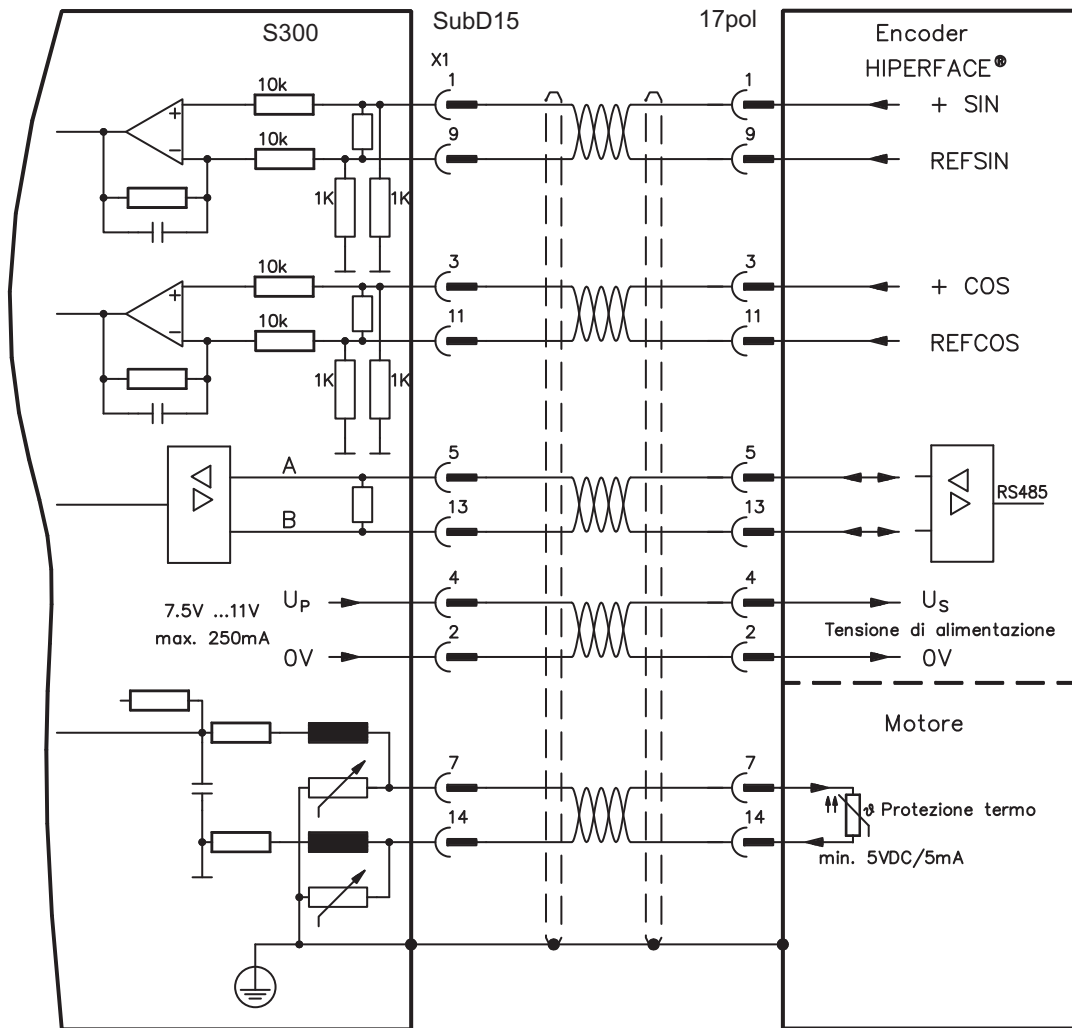 S300
SubD15
17pol
Encoder
HIPERFACE®
X1
10k
1
1
+ SIN
+
−
10k
9
9
REFSIN
1K
1K
10k
3
3
+ COS
+
−
10k
11
11
REFCOS
1K
1K
A
5
5
RS485
B
13
13
7.5V ...11V
max. 250mA
UP
4
4
US
Tensione di alimentazione
0V
2
2
0V
Motore
7
7
ϑ Protezione termo
14
14
min. 5VDC/5mA